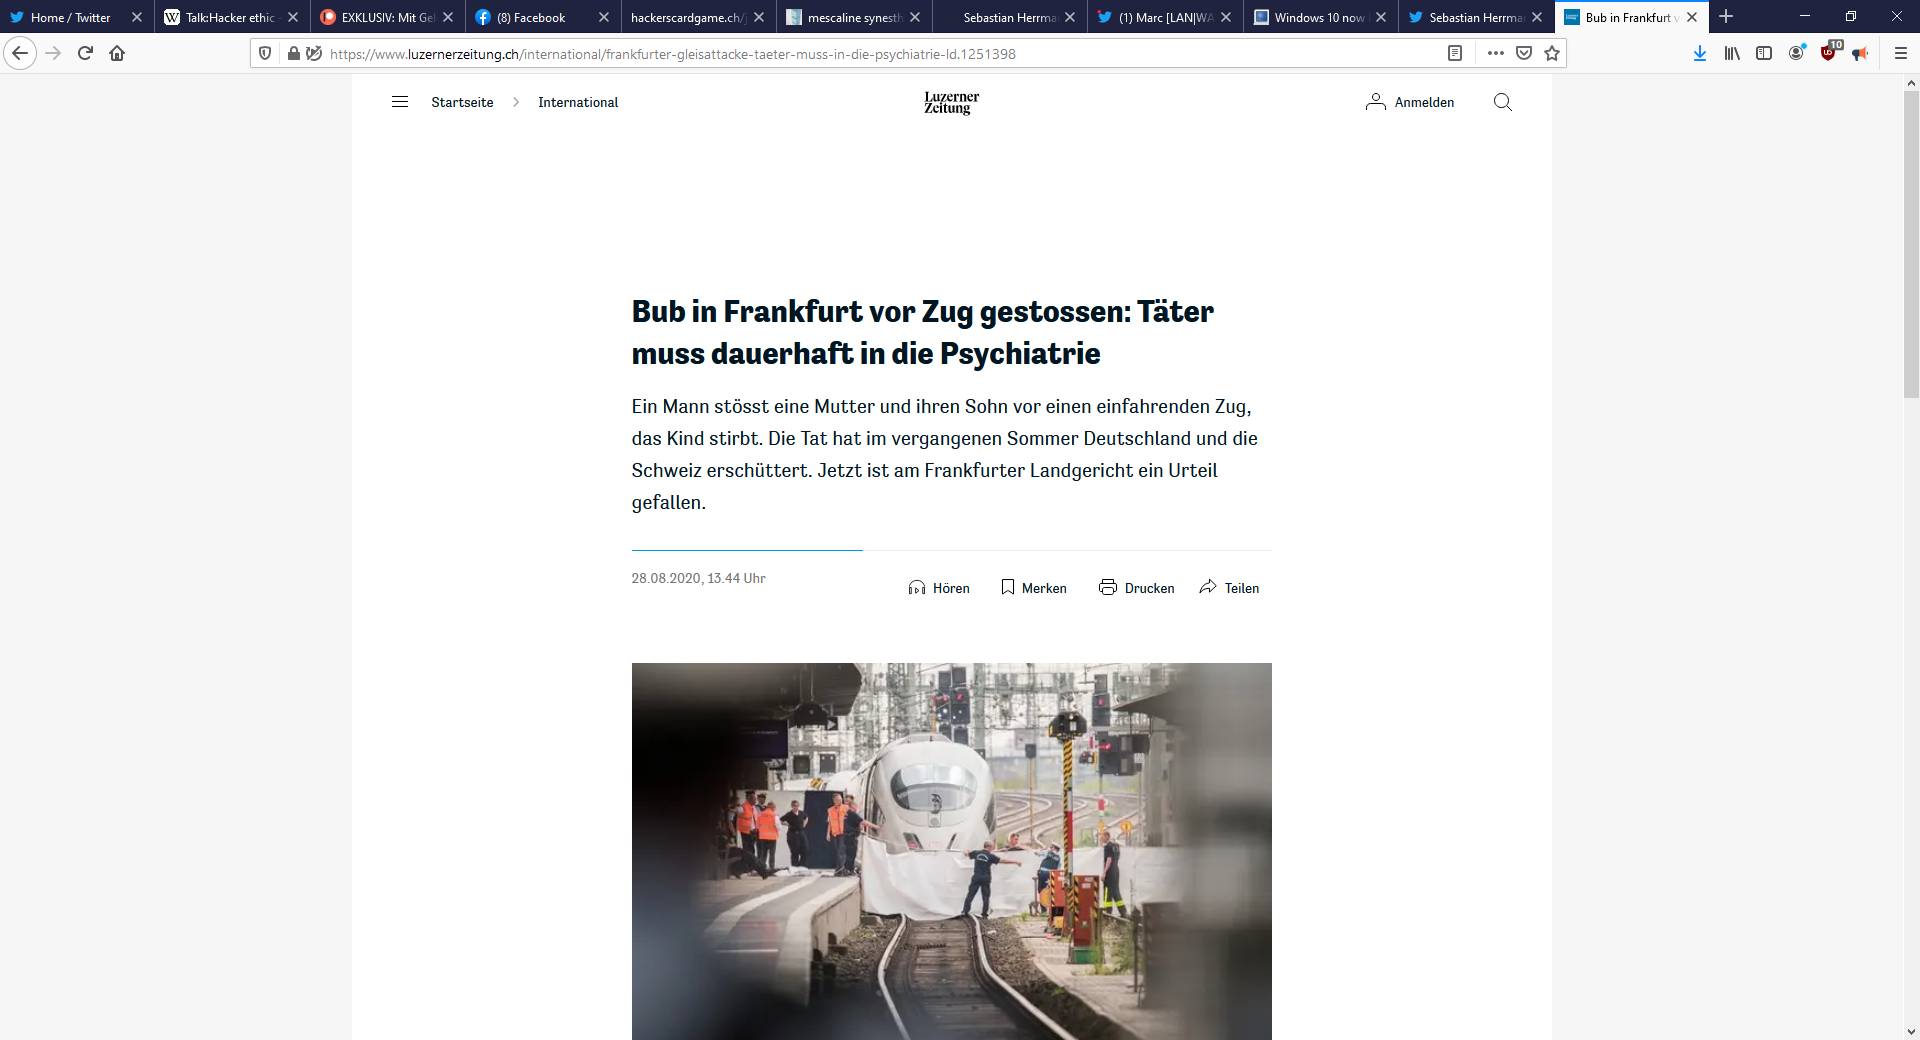 Home / Twitter
Talk:Hacker ethic
EXKLUSIV: Mit Gel
(8) Facebook
hackerscardgame.ch/j
mescaline synesth
Sebastian Herrma
(1) Marc [LAN|WA
Windows 10 now
Sebastian Herrma
Bub in Frankfurt v
https://www.luzernerzeitung.ch/international/frankfurter-gleisattacke-taeter-muss-in-die-psychiatrie-ld.1251398
10
Startseite
International
Luzerner
Zeitung
Anmelden
Bub in Frankfurt vor Zug gestossen: Täter
muss dauerhaft in die Psychiatrie
Ein Mann stösst eine Mutter und ihren Sohn vor einen einfahrenden Zug,
das Kind stirbt. Die Tat hat im vergangenen Sommer Deutschland und die
Schweiz erschüttert. Jetzt ist am Frankfurter Landgericht ein Urteil
gefallen.
28.08.2020, 13.44 Uhr
Hören
Merken
Drucken
Teilen